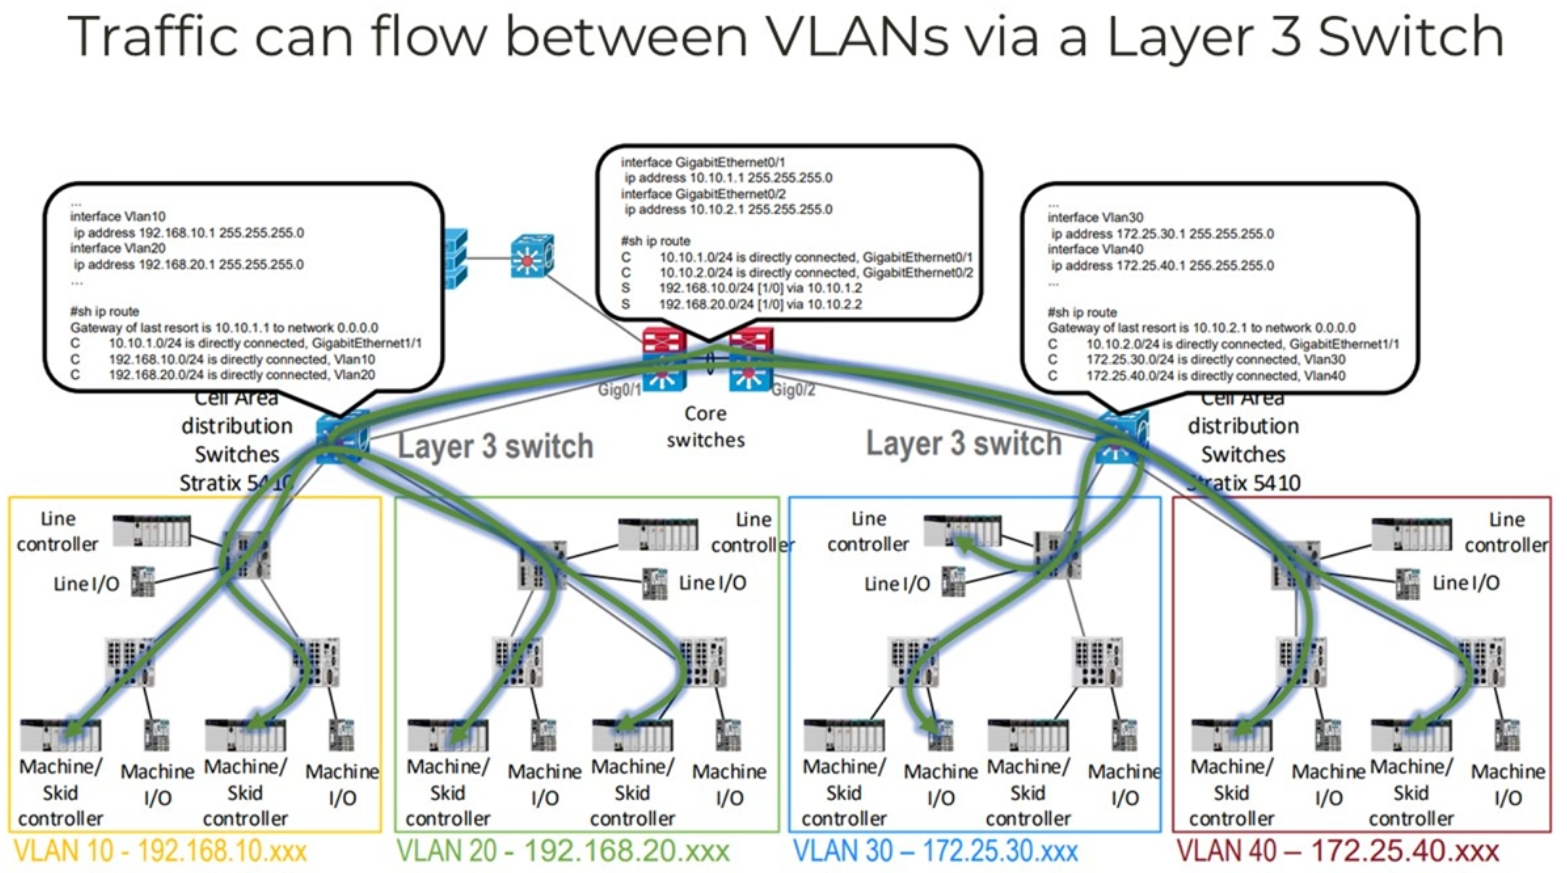 Traffic can flow between VLANs via a Layer 3 Switch
...
interface Vlan10
ip address 192.168.10.1 255.255.255.0
interface Vlan20
ip address 192.168.20.1 255.255.255.0
...
#sh ip route
Gateway of last resort is 10.10.1.1 to network 0.0.0.0
C 10.10.1.0/24 is directly connected, GigabitEthernet1/1
C 192.168.10.0/24 is directly connected, Vlan10
C 192.168.20.0/24 is directly connected, Vlan20
interface GigabitEthernet0/1
ip address 10.10.1.1 255.255.255.0
interface GigabitEthernet0/2
ip address 10.10.2.1 255.255.255.0
#sh ip route
C 10.10.1.0/24 is directly connected, GigabitEthernet0/1
C 10.10.2.0/24 is directly connected, GigabitEthernet0/2
S 192.168.10.0/24 [1/0] via 10.10.1.2
S 192.168.20.0/24 [1/0] via 10.10.2.2
...
interface Vlan30
ip address 172.25.30.1 255.255.255.0
interface Vlan40
ip address 172.25.40.1 255.255.255.0
...
#sh ip route
Gateway of last resort is 10.10.2.1 to network 0.0.0.0
C 10.10.2.0/24 is directly connected, GigabitEthernet1/1
C 172.25.30.0/24 is directly connected, Vlan30
C 172.25.40.0/24 is directly connected, Vlan40
Cell Area
distribution
Switches
Stratix 5410
Layer 3 switch
Gig0/1
Gig0/2
Core
switches
Layer 3 switch
Cell Area
distribution
Switches
Stratix 5410
Line
controller
Line I/O
Machine/
Skid
controller
Machine
I/O
Machine/
Skid
controller
Machine
I/O
VLAN 10 - 192.168.10.xxx
Line
controller
Line I/O
Machine/
Skid
controller
Machine
I/O
Machine/
Skid
controller
Machine
I/O
VLAN 20 - 192.168.20.xxx
Line
controller
Line I/O
Machine/
Skid
controller
Machine
I/O
Machine/
Skid
controller
Machine
I/O
VLAN 30 – 172.25.30.xxx
Line
controller
Line I/O
Machine/
Skid
controller
Machine
I/O
Machine/
Skid
controller
Machine
I/O
VLAN 40 – 172.25.40.xxx